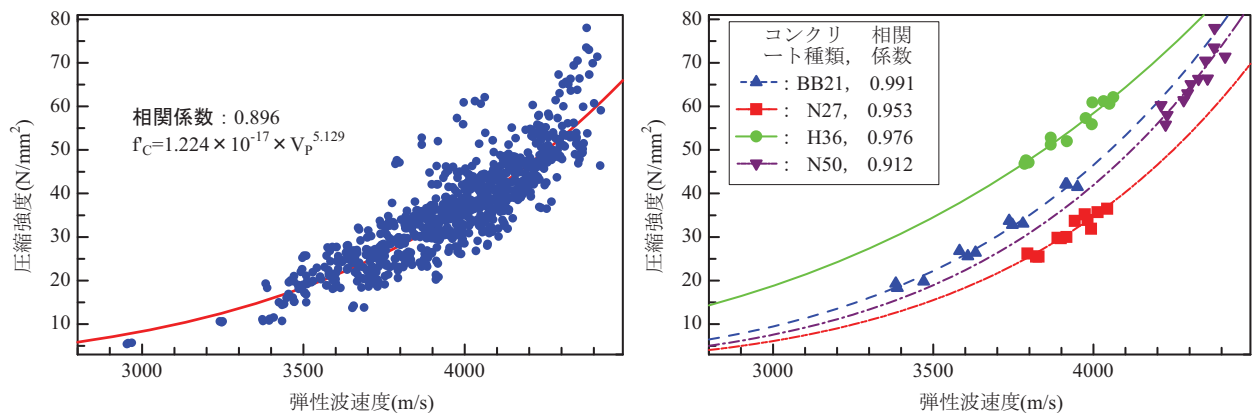 80
70
60
50
40
30
20
10
圧縮強度(N/mm²)
相関係数：0.896
f'C=1.224×10⁻¹⁷×VP⁵·¹²⁹
3000 3500 4000
弾性波速度(m/s)
80
70
60
50
40
30
20
10
圧縮強度(N/mm²)
コンクリ 相関
ート種類, 係数
: BB21, 0.991
: N27, 0.953
: H36, 0.976
: N50, 0.912
3000 3500 4000
弾性波速度(m/s)